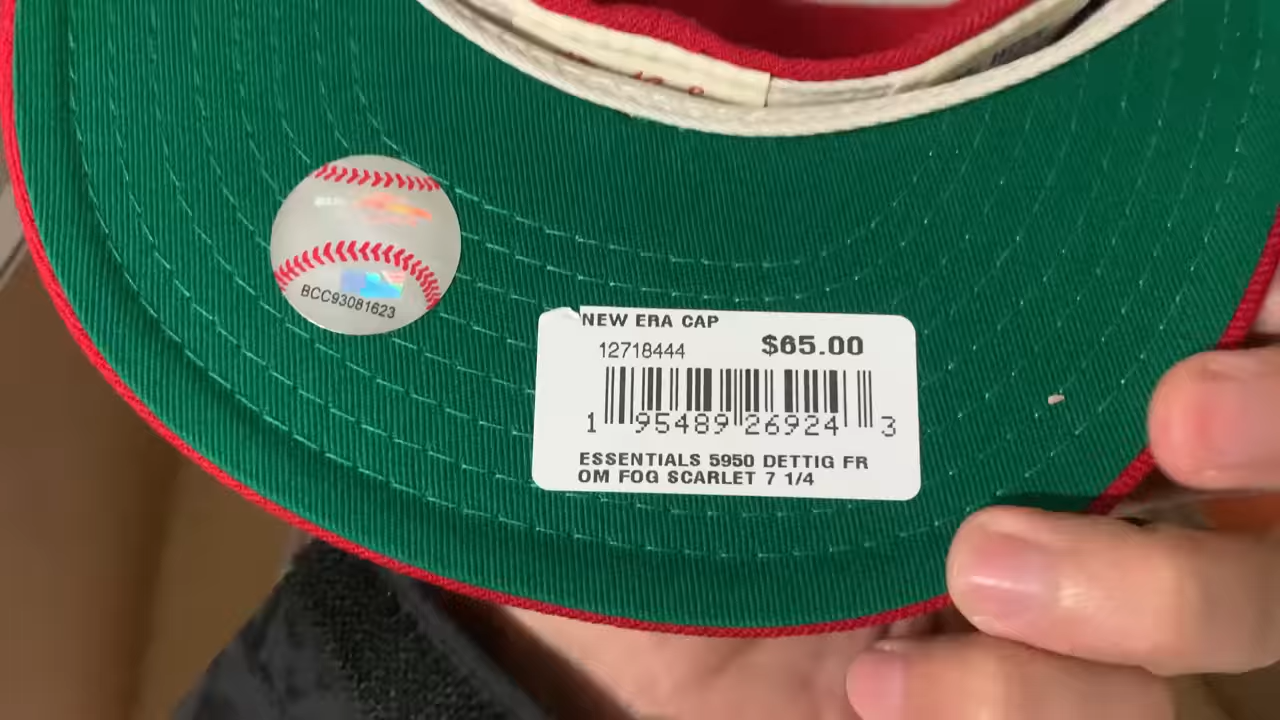 BCC93081623
NEW ERA CAP
12718444 $65.00
1 95489 26924 3
ESSENTIALS 5950 DETTIG FR
OM FOG SCARLET 7 1/4